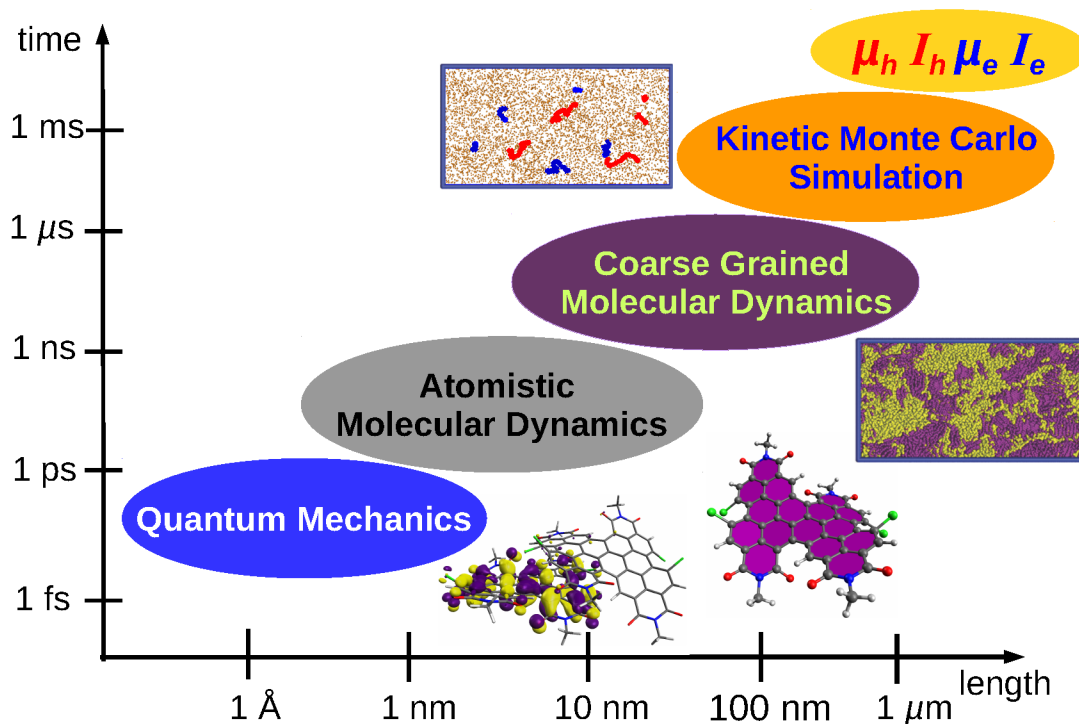 time
μh Ih μe Ie
1 ms
Kinetic Monte Carlo
Simulation
1 μs
Coarse Grained
Molecular Dynamics
1 ns
Atomistic
Molecular Dynamics
1 ps
Quantum Mechanics
1 fs
length
1 Å
1 nm
10 nm
100 nm
1 μm